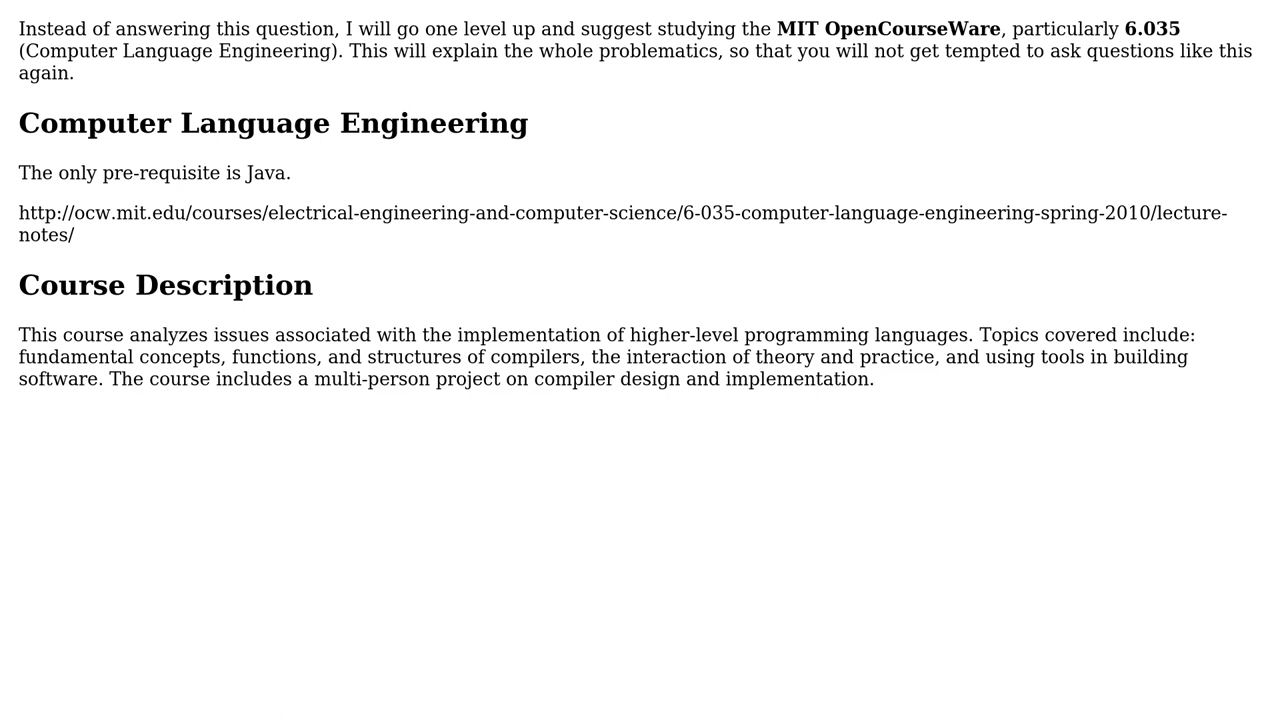 Instead of answering this question, I will go one level up and suggest studying the MIT OpenCourseWare, particularly 6.035
(Computer Language Engineering). This will explain the whole problematics, so that you will not get tempted to ask questions like this
again.
Computer Language Engineering
The only pre-requisite is Java.
http://ocw.mit.edu/courses/electrical-engineering-and-computer-science/6-035-computer-language-engineering-spring-2010/lecture-
notes/
Course Description
This course analyzes issues associated with the implementation of higher-level programming languages. Topics covered include:
fundamental concepts, functions, and structures of compilers, the interaction of theory and practice, and using tools in building
software. The course includes a multi-person project on compiler design and implementation.